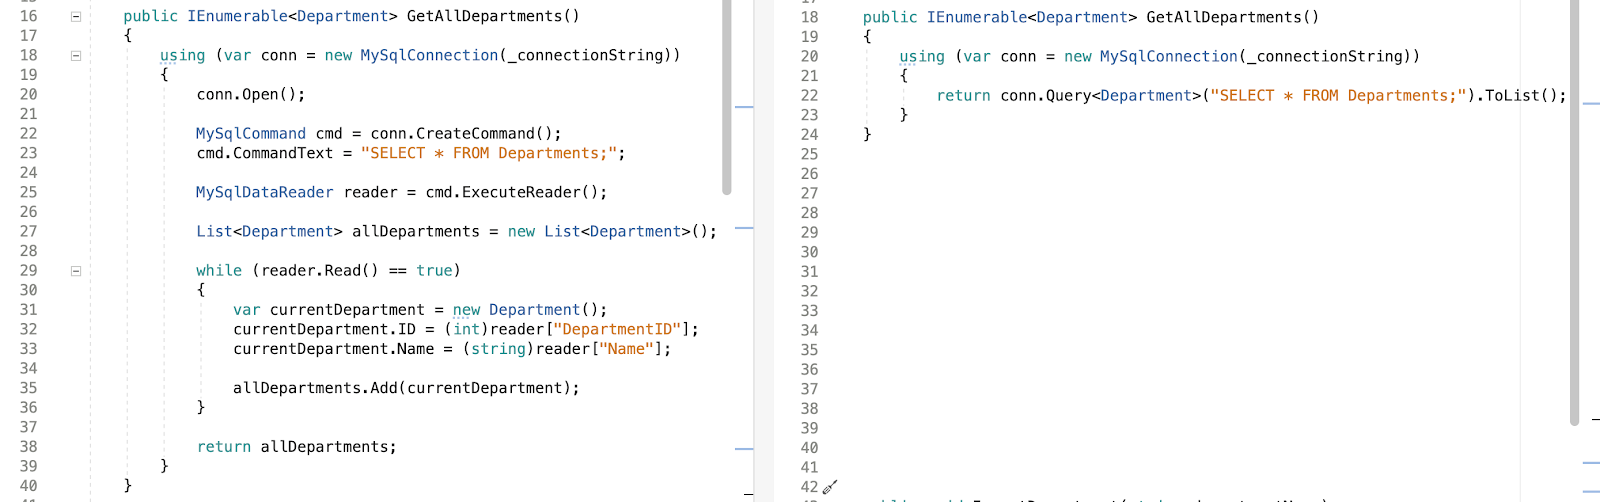 16 public IEnumerable<Department> GetAllDepartments()
17 {
18 using (var conn = new MySqlConnection(_connectionString))
19 {
20 conn.Open();
21
22 MySqlCommand cmd = conn.CreateCommand();
23 cmd.CommandText = "SELECT * FROM Departments;";
24
25 MySqlDataReader reader = cmd.ExecuteReader();
26
27 List<Department> allDepartments = new List<Department>();
28
29 while (reader.Read() == true)
30 {
31 var currentDepartment = new Department();
32 currentDepartment.ID = (int)reader["DepartmentID"];
33 currentDepartment.Name = (string)reader["Name"];
34
35 allDepartments.Add(currentDepartment);
36 }
37
38 return allDepartments;
39 }
40 }
18 public IEnumerable<Department> GetAllDepartments()
19 {
20 using (var conn = new MySqlConnection(_connectionString))
21 {
22 return conn.Query<Department>("SELECT * FROM Departments;").ToList();
23 }
24 }
25
26
27
28
29
30
31
32
33
34
35
36
37
38
39
40
41
42